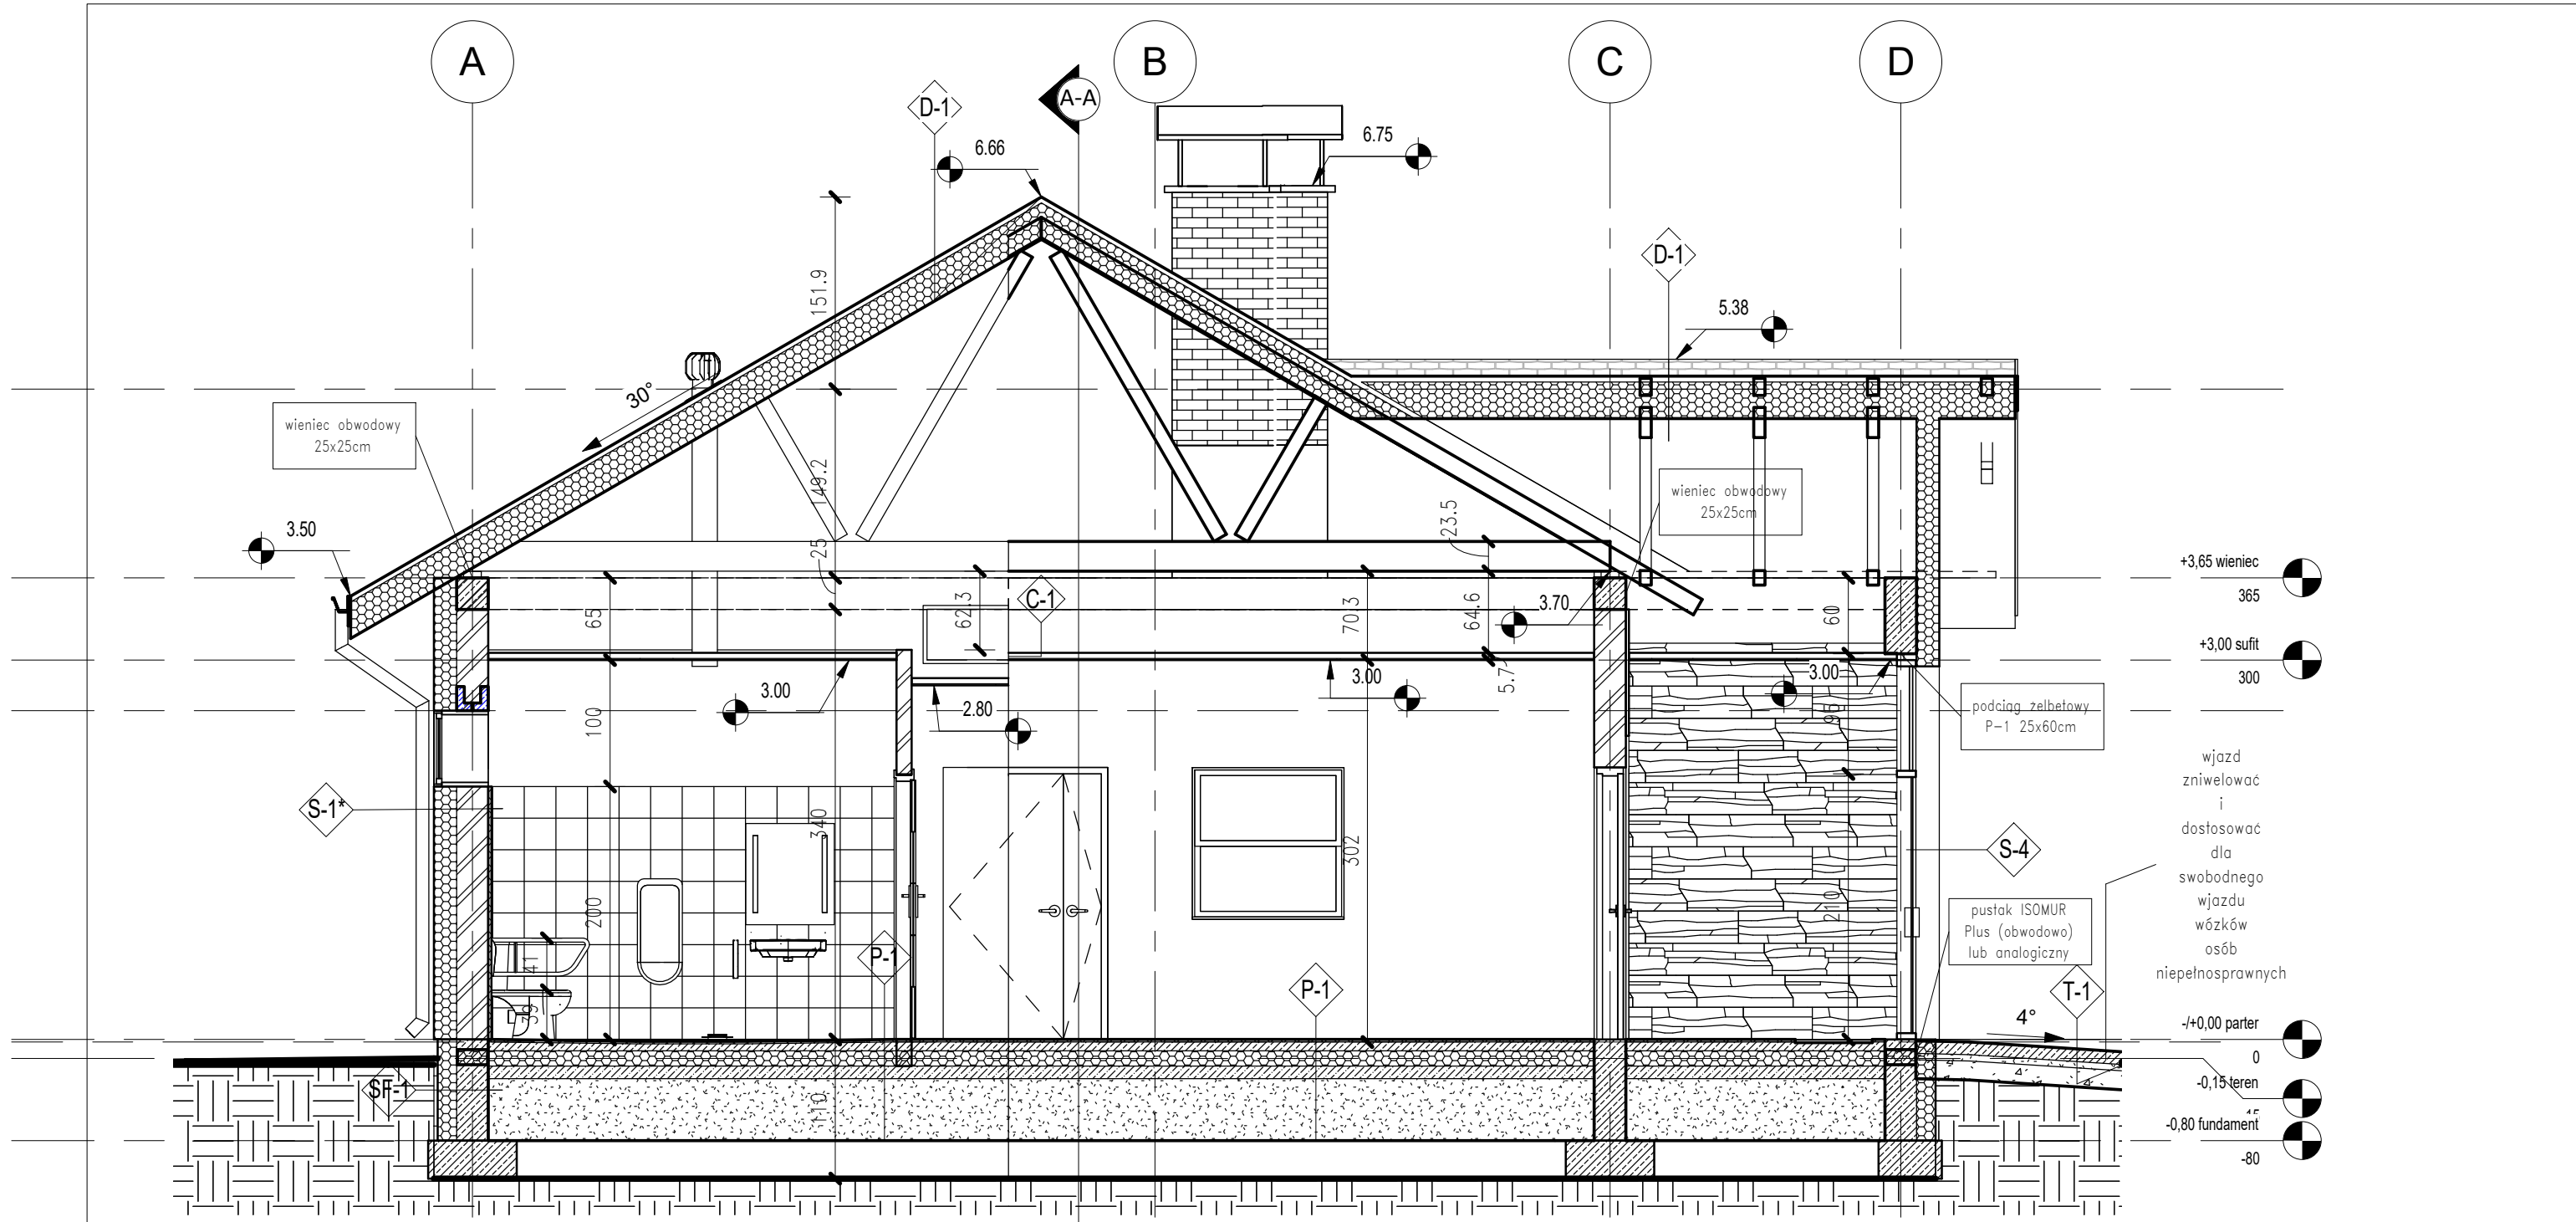 A
B
C
D
D-1
A-A
6.66
6.75
D-1
5.38
151.9
30°
wieniec obwodowy
25x25cm
149.2
wieniec obwodowy
25x25cm
23.5
3.50
25
+3,65 wieniec
365
C-1
65
62.3
70.3
64.6
3.70
60
+3,00 sufit
300
3.00
3.00
5.7
3.00
2.80
100
95
podciąg żelbetowy
P-1 25x60cm
wjazd
zniwelować
i
dostosować
dla
swobodnego
wjazdu
wózków
osób
niepełnosprawnych
S-1*
340
302
S-4
200
210
pustak ISOMUR
Plus (obwodowo)
lub analogiczny
41
P-1
P-1
T-1
39
4°
-/+0,00 parter
0
SF-1
110
-0,15 teren
-0,80 fundament
-80